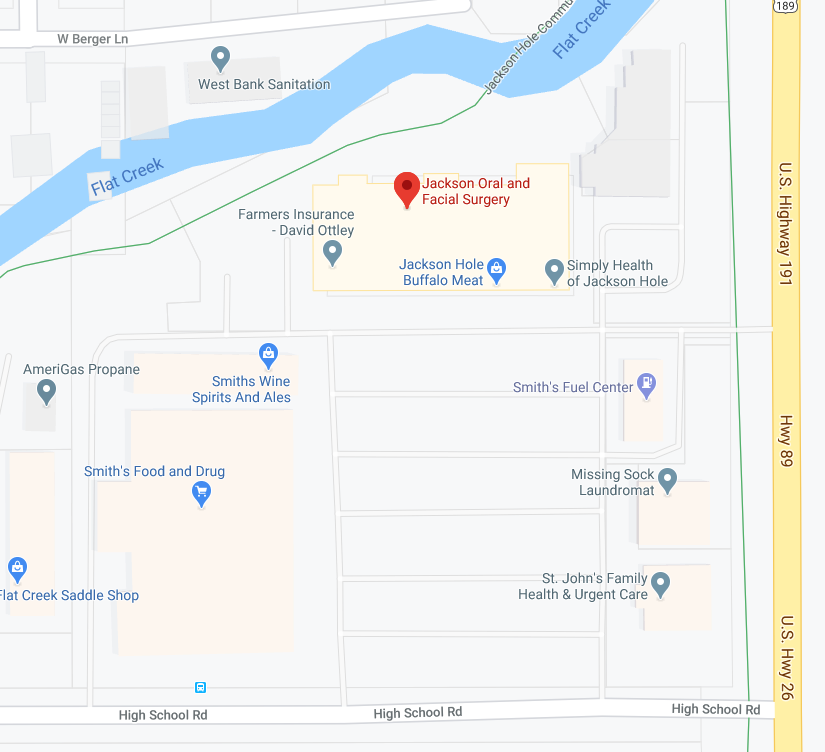 189
W Berger Ln
West Bank Sanitation
Jackson Hole Commu
Flat Creek
Flat Creek
Jackson Oral and
Facial Surgery
Farmers Insurance
- David Ottley
Jackson Hole
Buffalo Meat
Simply Health
of Jackson Hole
U.S. Highway 191
AmeriGas Propane
Smiths Wine
Spirits And Ales
Smith's Fuel Center
Hwy 89
Smith's Food and Drug
Missing Sock
Laundromat
St. John's Family
Health & Urgent Care
Flat Creek Saddle Shop
U.S. Hwy 26
High School Rd
High School Rd
High School Rd